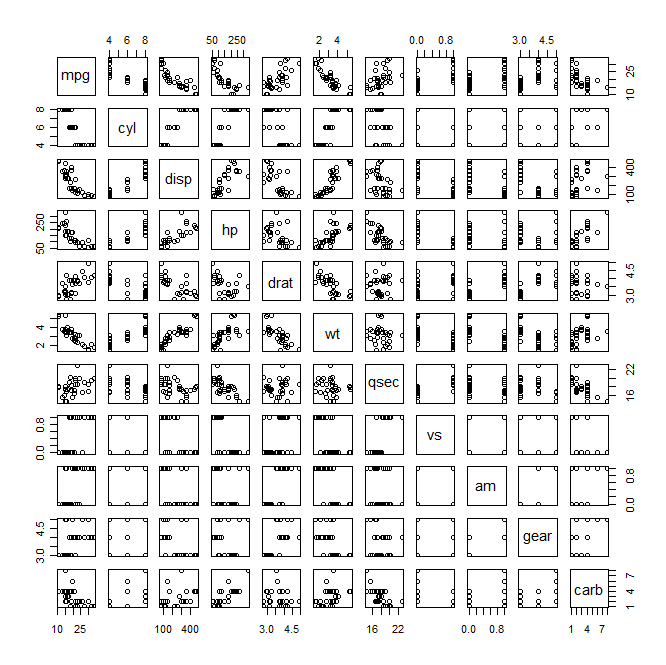 4 6 8 50 250 2 4 0.0 0.8 3.0 4.5
mpg 10 25
4 6 8 cyl
disp 100 400
50 250 hp
drat 3.0 4.5
2 4 wt
qsec 16 22
0.0 0.8 vs
am 0.0 0.8
3.0 4.5 gear
carb 1 4 7
10 25 100 400 3.0 4.5 16 22 0.0 0.8 1 4 7